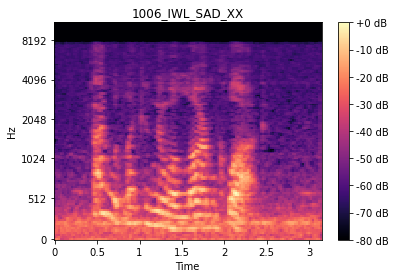 1006_IWL_SAD_XX
+0 dB
8192
-10 dB
4096
-20 dB
-30 dB
2048
Hz
-40 dB
1024
-50 dB
-60 dB
512
-70 dB
0
-80 dB
0 0.5 1 1.5 2 2.5 3
Time